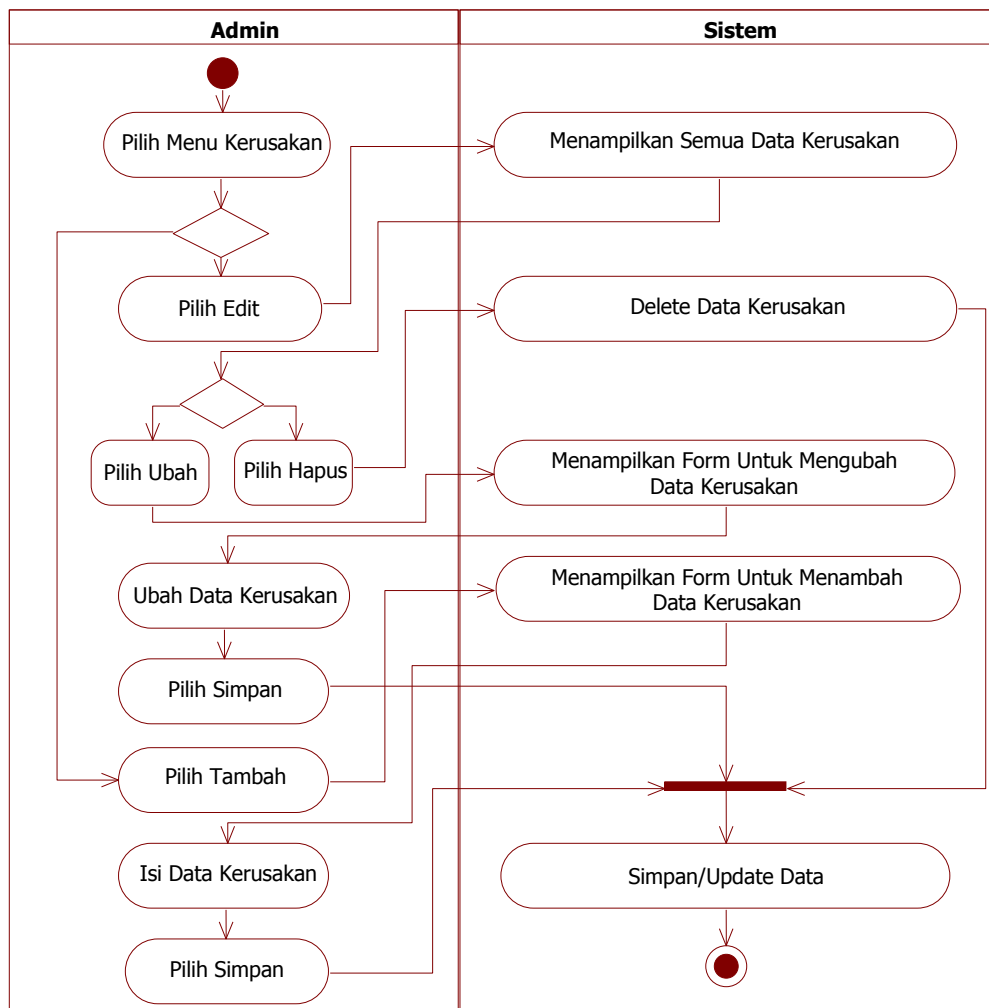 Admin
Sistem
Pilih Menu Kerusakan
Menampilkan Semua Data Kerusakan
Pilih Edit
Delete Data Kerusakan
Pilih Ubah
Pilih Hapus
Menampilkan Form Untuk Mengubah
Data Kerusakan
Ubah Data Kerusakan
Menampilkan Form Untuk Menambah
Data Kerusakan
Pilih Simpan
Pilih Tambah
Isi Data Kerusakan
Simpan/Update Data
Pilih Simpan